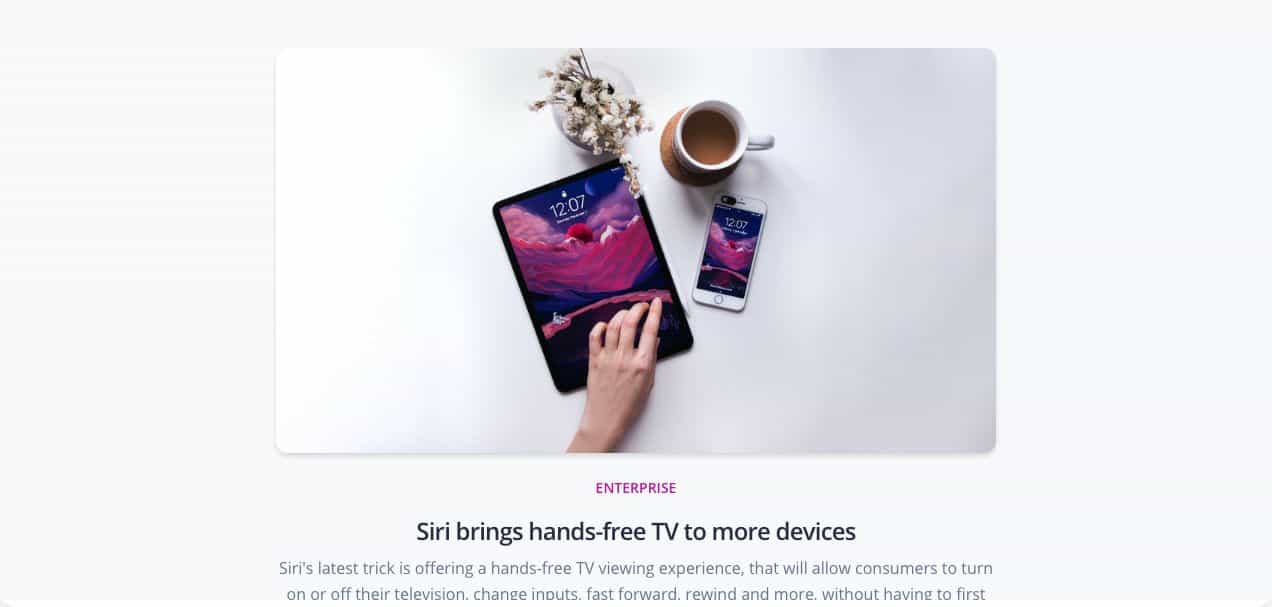 12:07
12:07
ENTERPRISE
Siri brings hands-free TV to more devices
Siri's latest trick is offering a hands-free TV viewing experience, that will allow consumers to turn
on or off their television, change inputs, fast forward, rewind and more, without having to first